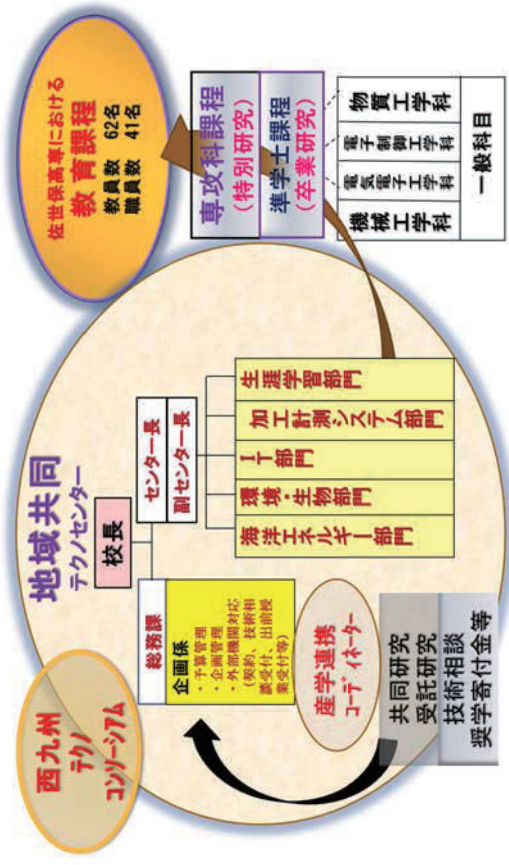 西九州
テクノ
コンソーシアム
地域共同
テクノセンター
校長
センター長
副センター長
総務課
企画係
・予算管理
・企画管理
・外部機関対応
(契約、技術相
談受付、出前授
業受付等)
産学連携
コーディネーター
共同研究
受託研究
技術相談
奨学寄付金等
海洋エネルギー部門
環境・生物部門
IT部門
加工計測システム部門
生涯学習部門
佐世保高専における
教育課程
教員数 62名
職員数 41名
専攻科課程
(特別研究)
準学士課程
(卒業研究)
機械工学科
電気電子工学科
電子制御工学科
物質工学科
一般科目